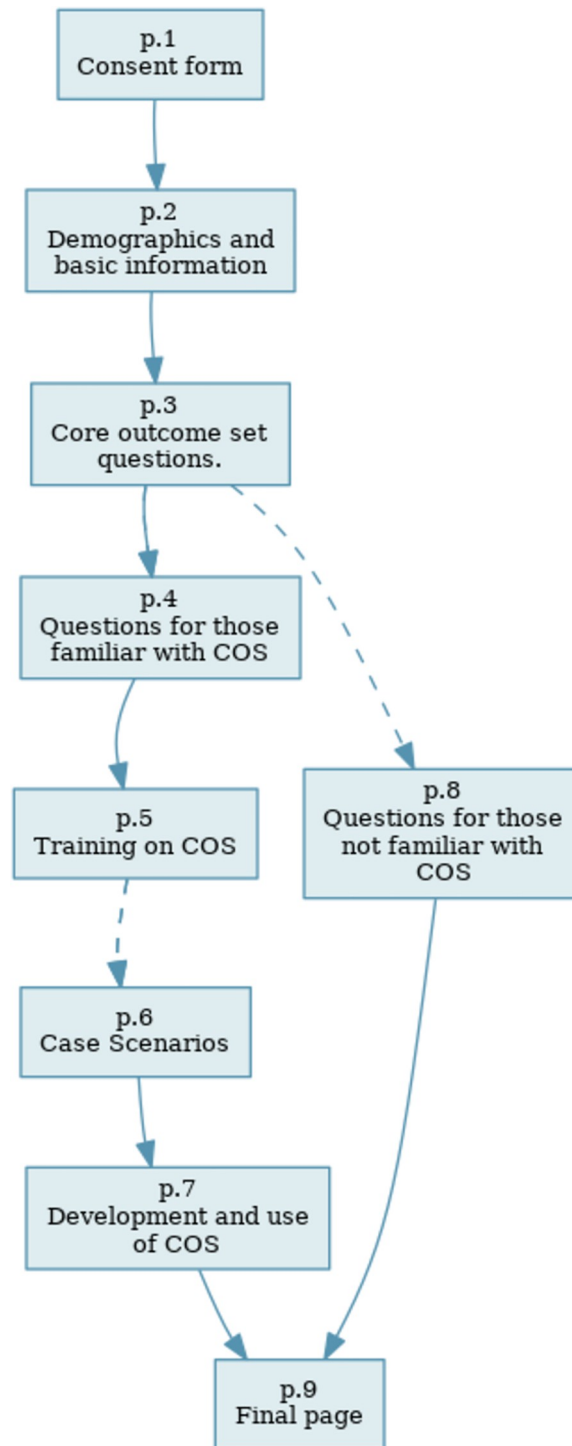 p.1
Consent form
p.2
Demographics and
basic information
p.3
Core outcome set
questions.
p.4
Questions for those
familiar with COS
p.5
Training on COS
p.8
Questions for those
not familiar with
COS
p.6
Case Scenarios
p.7
Development and use
of COS
p.9
Final page